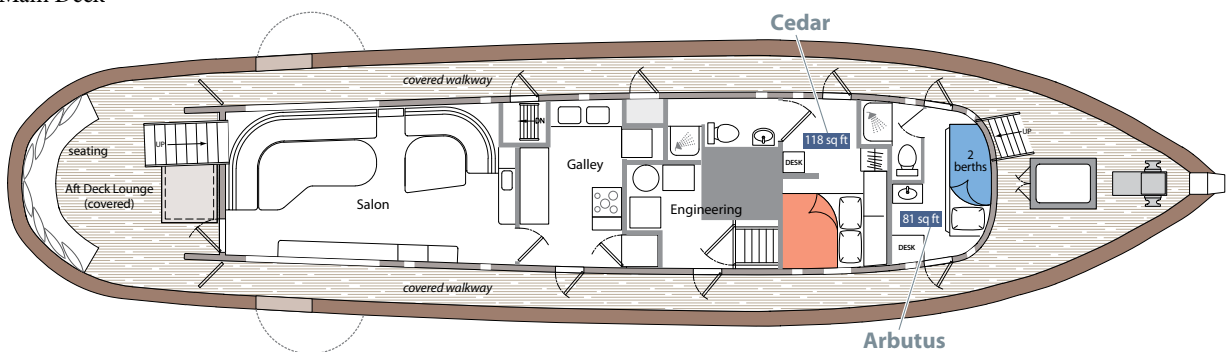 Main Deck
Cedar
covered walkway
118 sq ft
DN
UP
seating
Aft Deck Lounge
(covered)
Salon
Galley
Engineering
DESK
2
berths
UP
81 sq ft
DESK
covered walkway
Arbutus